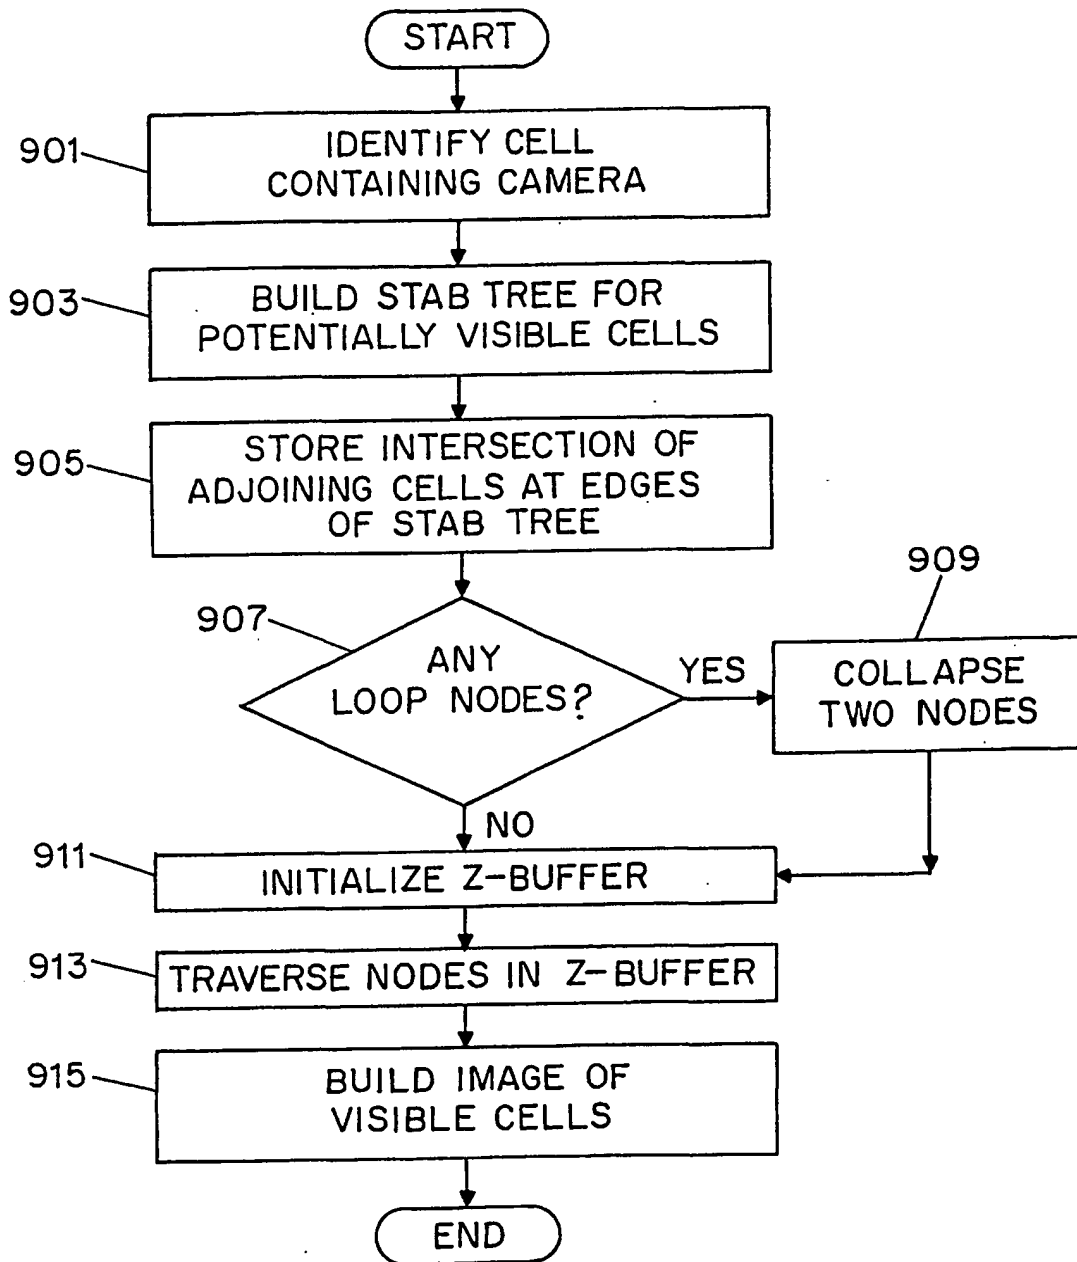 START
901
IDENTIFY CELL
CONTAINING CAMERA
903
BUILD STAB TREE FOR
POTENTIALLY VISIBLE CELLS
905
STORE INTERSECTION OF
ADJOINING CELLS AT EDGES
OF STAB TREE
907
ANY
LOOP NODES?
YES
909
COLLAPSE
TWO NODES
NO
911
INITIALIZE Z-BUFFER
913
TRAVERSE NODES IN Z-BUFFER
915
BUILD IMAGE OF
VISIBLE CELLS
END